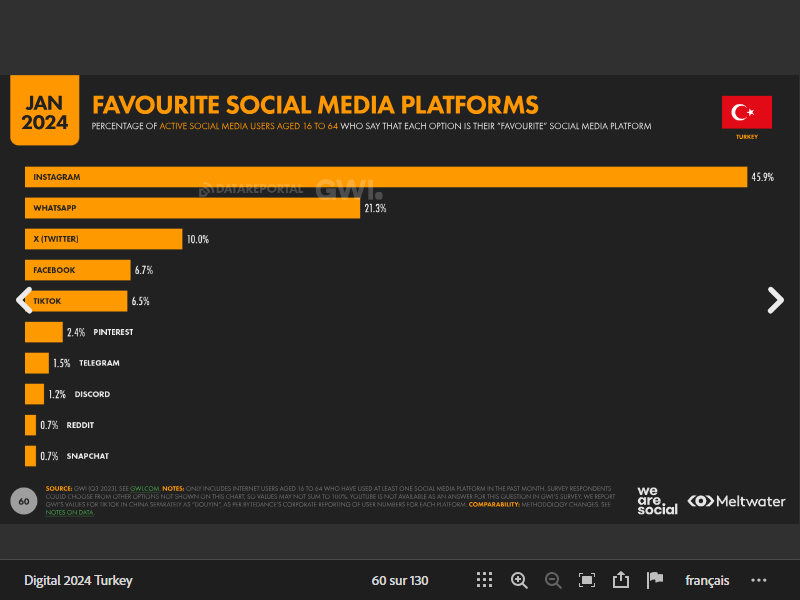 JAN
2024
FAVOURITE SOCIAL MEDIA PLATFORMS
PERCENTAGE OF ACTIVE SOCIAL MEDIA USERS AGED 16 TO 64 WHO SAY THAT EACH OPTION IS THEIR "FAVOURITE" SOCIAL MEDIA PLATFORM
TURKEY
INSTAGRAM 45.9%
DATAREPORTAL GWI.
WHATSAPP 21.3%
X (TWITTER) 10.0%
FACEBOOK 6.7%
TIKTOK 6.5%
2.4% PINTEREST
1.5% TELEGRAM
1.2% DISCORD
0.7% REDDIT
0.7% SNAPCHAT
60
SOURCE: GWI (Q3 2023). SEE GWI.COM. NOTES: ONLY INCLUDES INTERNET USERS AGED 16 TO 64 WHO HAVE USED AT LEAST ONE SOCIAL MEDIA PLATFORM IN THE PAST MONTH. SURVEY RESPONDENTS
COULD CHOOSE FROM OTHER OPTIONS NOT SHOWN ON THIS CHART, SO VALUES MAY NOT SUM TO 100%. YOUTUBE IS NOT AVAILABLE AS AN ANSWER FOR THIS QUESTION IN GWI'S SURVEY. WE REPORT
GWI'S VALUES FOR TIKTOK IN CHINA SEPARATELY AS "DOUYIN", AS PER BYTEDANCE'S CORPORATE REPORTING OF USER NUMBERS FOR EACH PLATFORM. COMPARABILITY: METHODOLOGY CHANGES. SEE
NOTES ON DATA.
we
are.
social
Meltwater
Digital 2024 Turkey
60 sur 130
français